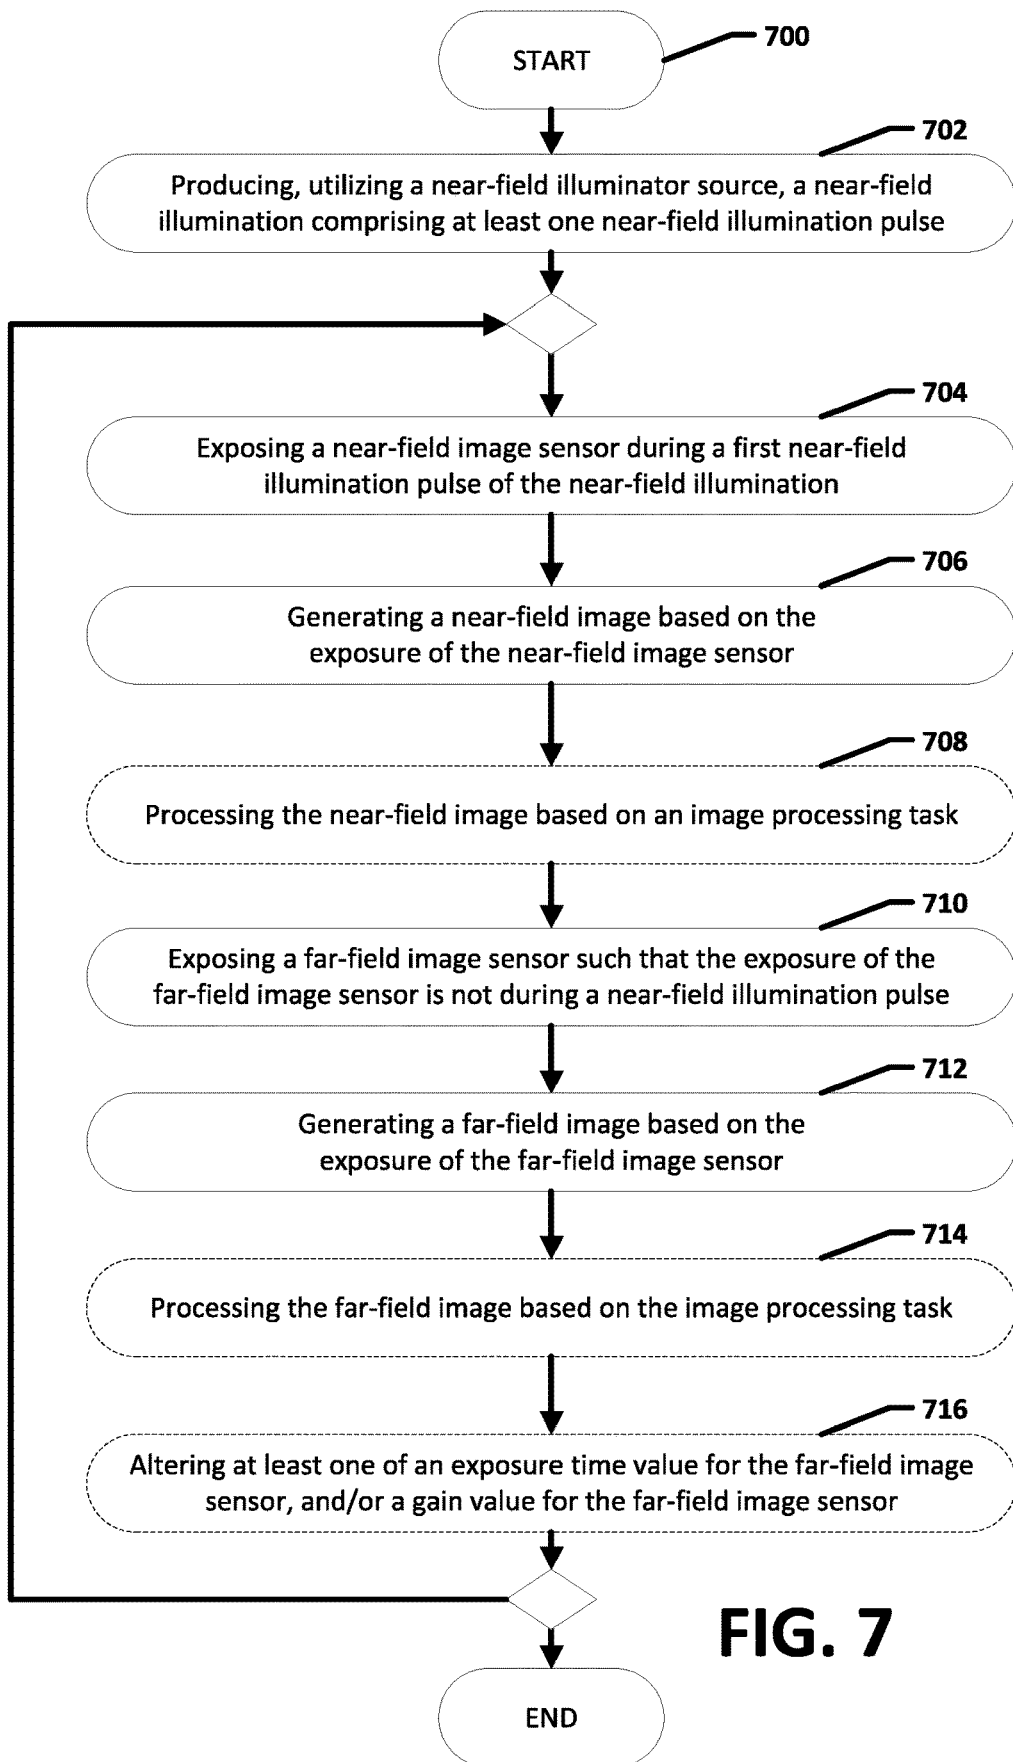 START
700
702
Producing, utilizing a near-field illuminator source, a near-field
illumination comprising at least one near-field illumination pulse
704
Exposing a near-field image sensor during a first near-field
illumination pulse of the near-field illumination
706
Generating a near-field image based on the
exposure of the near-field image sensor
708
Processing the near-field image based on an image processing task
710
Exposing a far-field image sensor such that the exposure of the
far-field image sensor is not during a near-field illumination pulse
712
Generating a far-field image based on the
exposure of the far-field image sensor
714
Processing the far-field image based on the image processing task
716
Altering at least one of an exposure time value for the far-field image
sensor, and/or a gain value for the far-field image sensor
FIG. 7
END